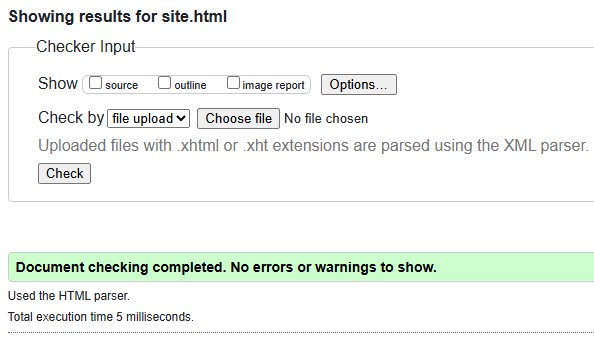 Showing results for site.html
Checker Input
Show source outline image report Options...
Check by file upload Choose file No file chosen
Uploaded files with .xhtml or .xht extensions are parsed using the XML parser.
Check
Document checking completed. No errors or warnings to show.
Used the HTML parser.
Total execution time 5 milliseconds.